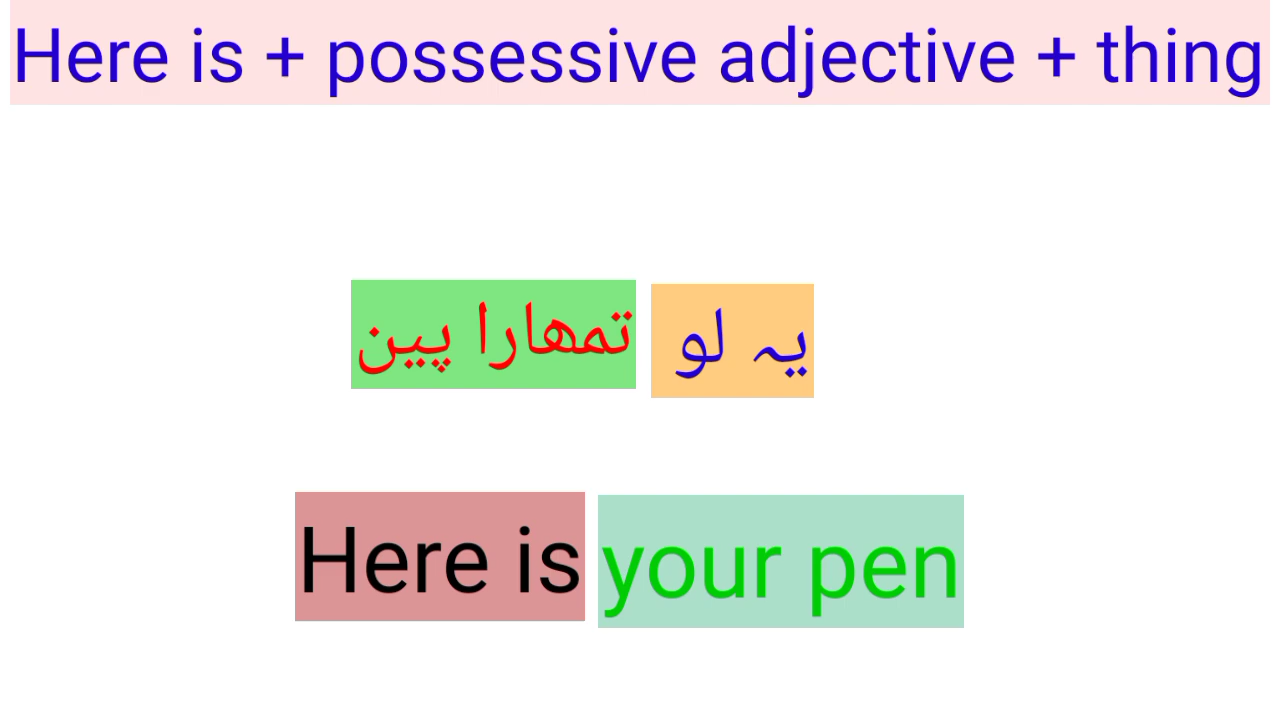 Here is + possessive adjective + thing
یہ لو تمھارا پین
Here is your pen